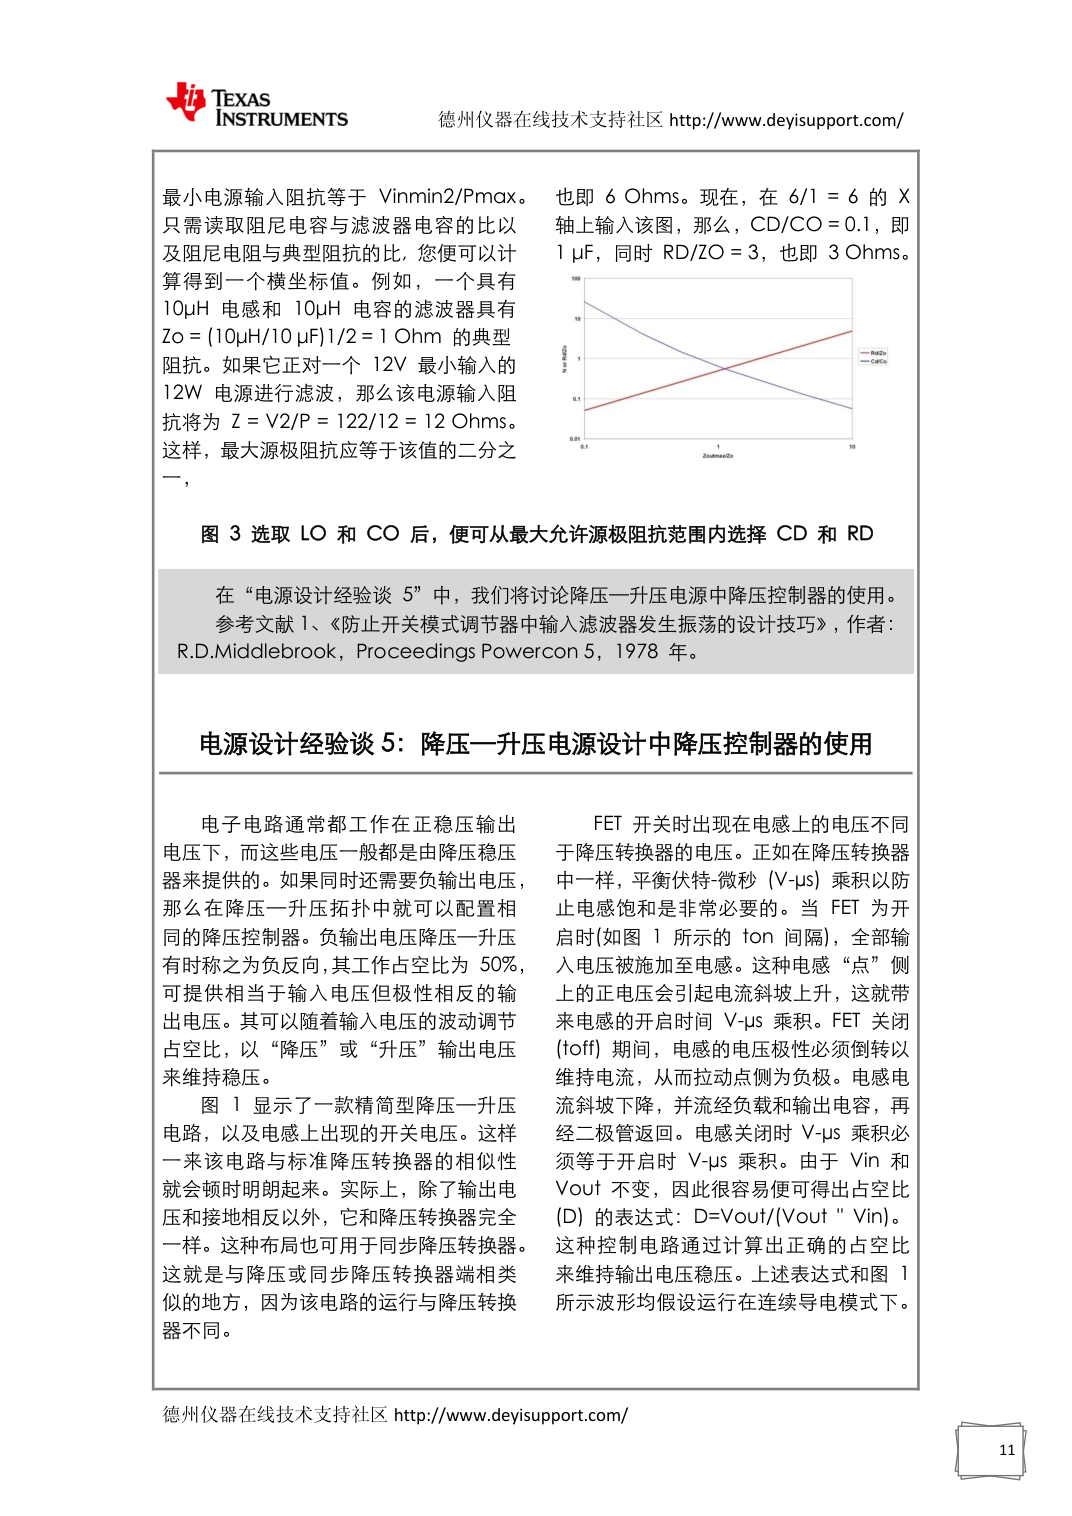 TEXAS
INSTRUMENTS
德州仪器在线技术支持社区 http://www.deyisupport.com/
最小电源输入阻抗等于 Vinmin2/Pmax。
只需读取阻尼电容与滤波器电容的比以
及阻尼电阻与典型阻抗的比, 您便可以计
算得到一个横坐标值。例如，一个具有
10μH 电感和 10μH 电容的滤波器具有
Zo = (10μH/10 μF)1/2 = 1 Ohm 的典型
阻抗。如果它正对一个 12V 最小输入的
12W 电源进行滤波，那么该电源输入阻
抗将为 Z = V2/P = 122/12 = 12 Ohms。
这样，最大源极阻抗应等于该值的二分之
一，
也即 6 Ohms。现在，在 6/1 = 6 的 X
轴上输入该图，那么，CD/CO = 0.1，即
1 μF，同时 RD/ZO = 3，也即 3 Ohms。
100
10
1
0.1
0.01
N or Rd/Zo
0.1
1
10
Zoutmax/Zo
Rd/Zo
Cd/Co
图 3 选取 LO 和 CO 后，便可从最大允许源极阻抗范围内选择 CD 和 RD
在“电源设计经验谈 5”中，我们将讨论降压—升压电源中降压控制器的使用。
参考文献 1、《防止开关模式调节器中输入滤波器发生振荡的设计技巧》, 作者：
R.D.Middlebrook，Proceedings Powercon 5，1978 年。
电源设计经验谈 5：降压—升压电源设计中降压控制器的使用
电子电路通常都工作在正稳压输出
电压下，而这些电压一般都是由降压稳压
器来提供的。如果同时还需要负输出电压，
那么在降压—升压拓扑中就可以配置相
同的降压控制器。负输出电压降压—升压
有时称之为负反向，其工作占空比为 50%，
可提供相当于输入电压但极性相反的输
出电压。其可以随着输入电压的波动调节
占空比，以“降压”或“升压”输出电压
来维持稳压。
图 1 显示了一款精简型降压—升压
电路，以及电感上出现的开关电压。这样
一来该电路与标准降压转换器的相似性
就会顿时明朗起来。实际上，除了输出电
压和接地相反以外，它和降压转换器完全
一样。这种布局也可用于同步降压转换器。
这就是与降压或同步降压转换器端相类
似的地方，因为该电路的运行与降压转换
器不同。
FET 开关时出现在电感上的电压不同
于降压转换器的电压。正如在降压转换器
中一样，平衡伏特-微秒 (V-μs) 乘积以防
止电感饱和是非常必要的。当 FET 为开
启时(如图 1 所示的 ton 间隔)，全部输
入电压被施加至电感。这种电感“点”侧
上的正电压会引起电流斜坡上升，这就带
来电感的开启时间 V-μs 乘积。FET 关闭
(toff) 期间，电感的电压极性必须倒转以
维持电流，从而拉动点侧为负极。电感电
流斜坡下降，并流经负载和输出电容，再
经二极管返回。电感关闭时 V-μs 乘积必
须等于开启时 V-μs 乘积。由于 Vin 和
Vout 不变，因此很容易便可得出占空比
(D) 的表达式：D=Vout/(Vout " Vin)。
这种控制电路通过计算出正确的占空比
来维持输出电压稳压。上述表达式和图 1
所示波形均假设运行在连续导电模式下。
德州仪器在线技术支持社区 http://www.deyisupport.com/
11